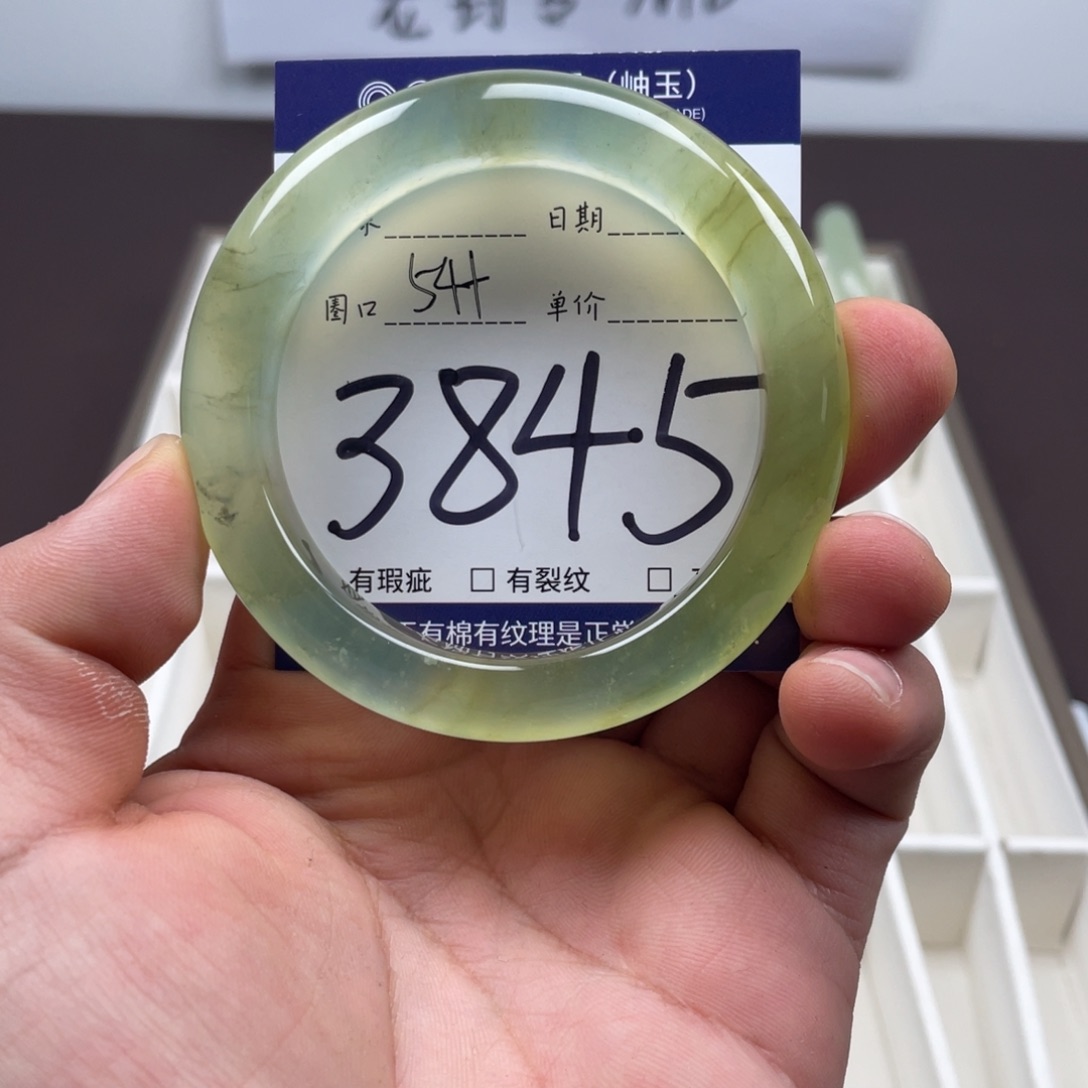 （岫玉）
日期
圈口 54 单价
3845
有瑕疵 □ 有裂纹 □
有棉有纹理是正常